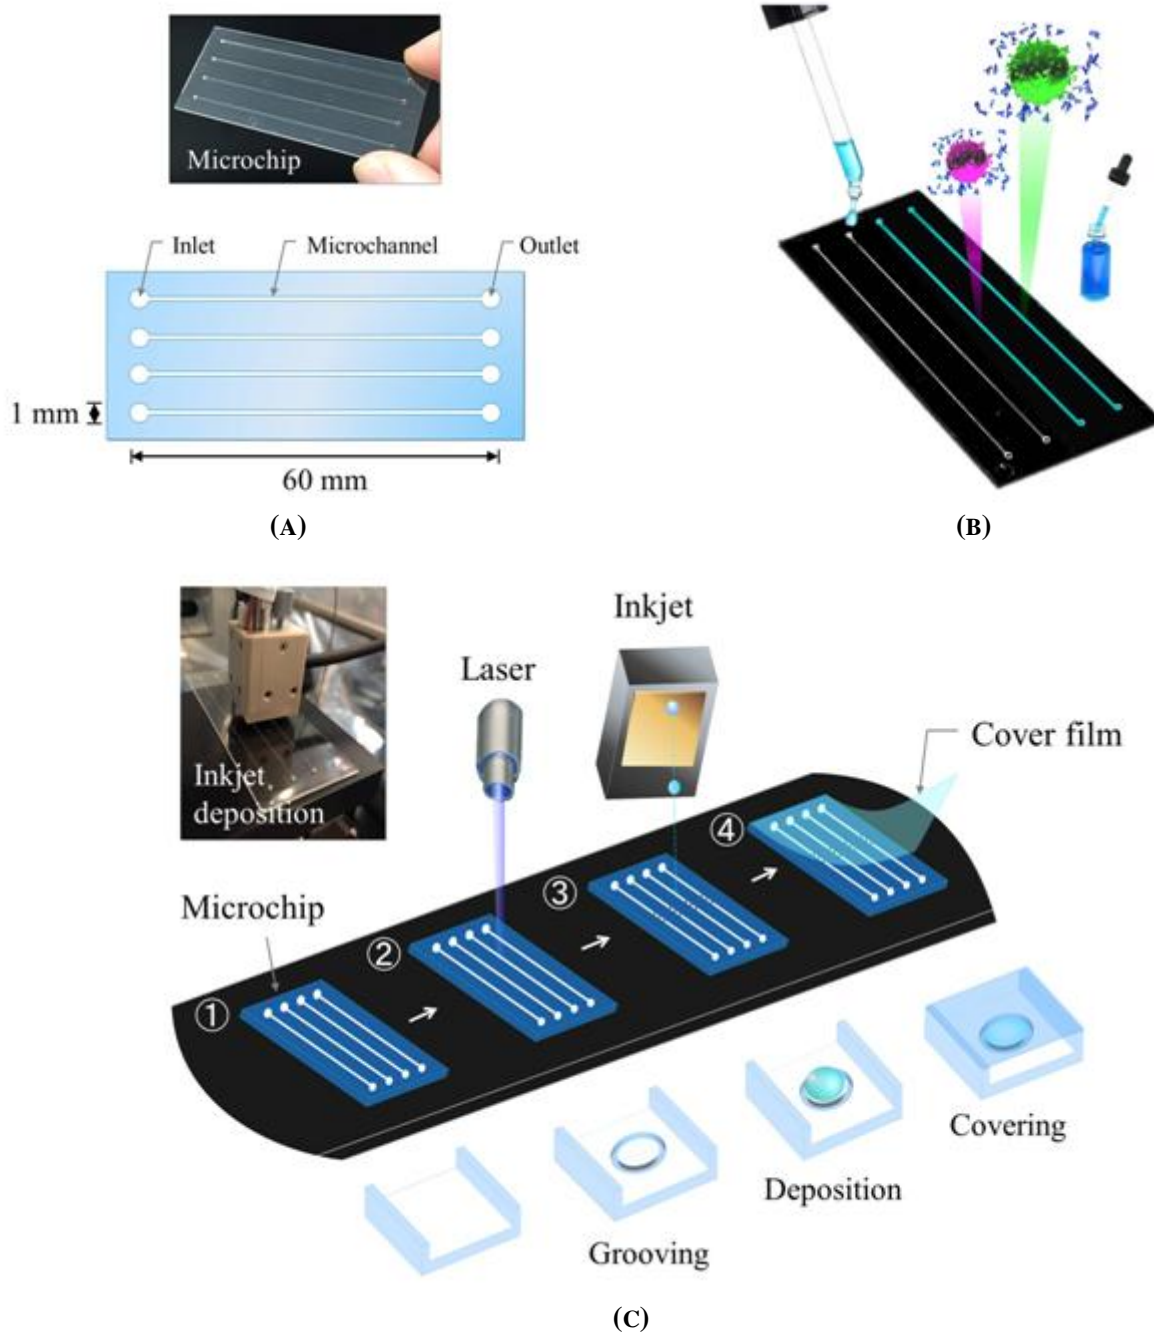 Microchip
Inlet
Microchannel
Outlet
1 mm
60 mm
(A)
(B)
Inkjet
deposition
Laser
Inkjet
Cover film
Microchip
①
②
③
④
Grooving
Deposition
Covering
(C)